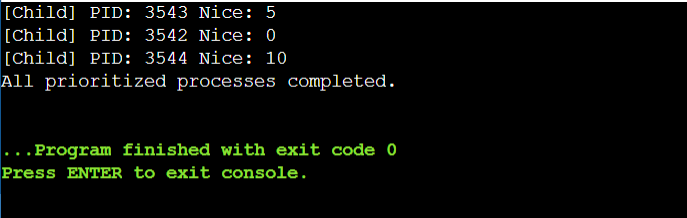 [Child] PID: 3543 Nice: 5
[Child] PID: 3542 Nice: 0
[Child] PID: 3544 Nice: 10
All prioritized processes completed.
...Program finished with exit code 0
Press ENTER to exit console.